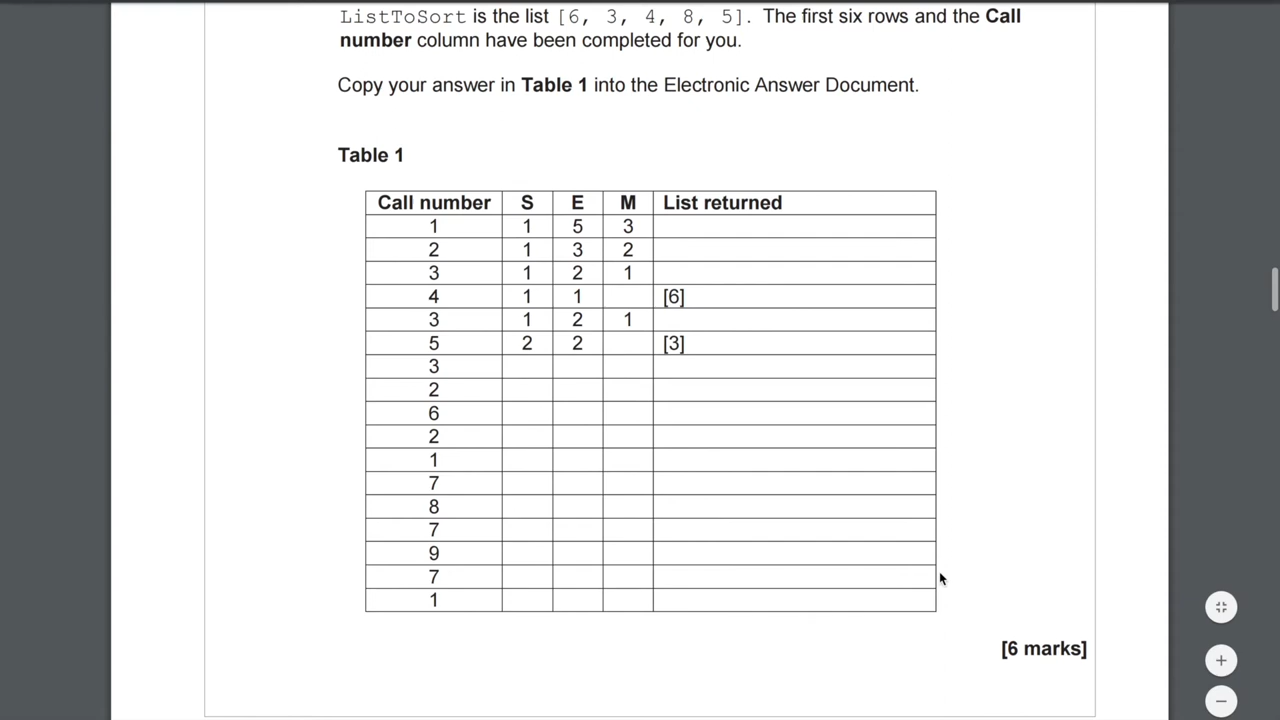 ListToSort is the list [6, 3, 4, 8, 5]. The first six rows and the Call
number column have been completed for you.
Copy your answer in Table 1 into the Electronic Answer Document.
Table 1
Call number S E M List returned
1 1 5 3
2 1 3 2
3 1 2 1
4 1 1 [6]
3 1 2 1
5 2 2 [3]
3
2
6
2
1
7
8
7
9
7
1
[6 marks]